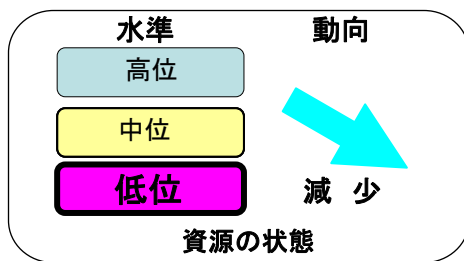 水準 動向
高位
中位
低位
減 少
資源の状態